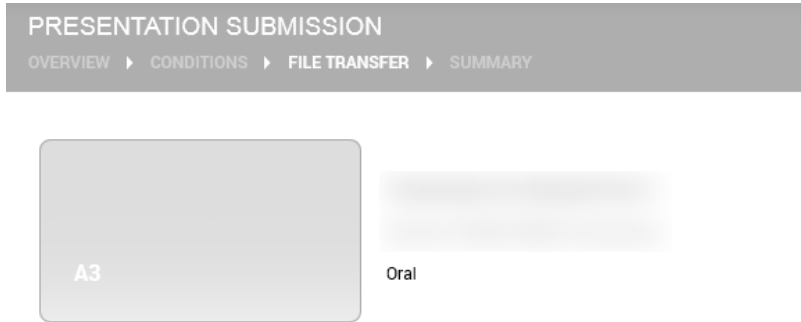 PRESENTATION SUBMISSION
OVERVIEW CONDITIONS FILE TRANSFER SUMMARY
A3
Oral